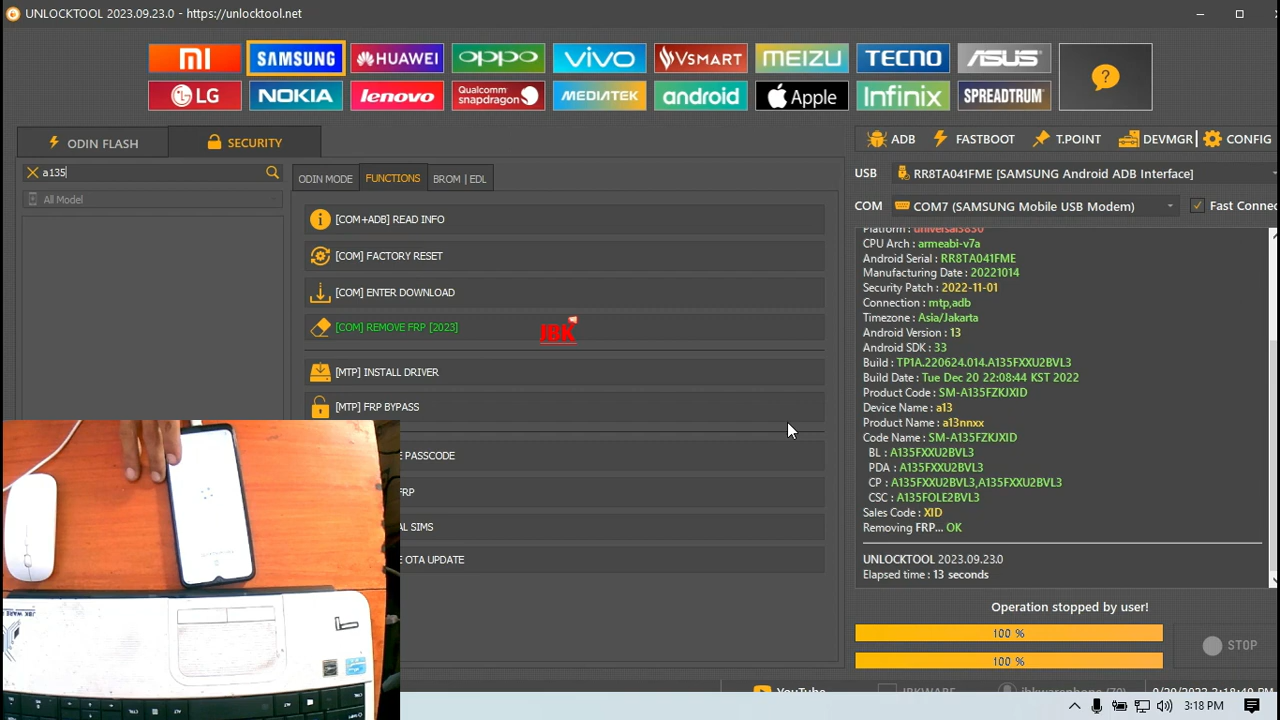 UNLOCKTOOL 2023.09.23.0 - https://unlocktool.net
SAMSUNG HUAWEI oppo vivo VSMART MEIZU TECNO ASUS
LG NOKIA lenovo Qualcomm snapdragon MEDIATEK android Apple Infinix SPREADTRUM
?
ODIN FLASH SECURITY
ADB FASTBOOT T.POINT DEVMGR CONFIG
a135
All Model
ODIN MODE FUNCTIONS BROM | EDL
[COM+ADB] READ INFO
[COM] FACTORY RESET
[COM] ENTER DOWNLOAD
[COM] REMOVE FRP [2023]
JBK
[MTP] INSTALL DRIVER
[MTP] FRP BYPASS
E PASSCODE
FRP
AL SIMS
E OTA UPDATE
USB RR8TA041FME [SAMSUNG Android ADB Interface]
COM COM7 (SAMSUNG Mobile USB Modem) Fast Connec
Platform : universal3830
CPU Arch : armeabi-v7a
Android Serial : RR8TA041FME
Manufacturing Date : 20221014
Security Patch : 2022-11-01
Connection : mtp,adb
Timezone : Asia/Jakarta
Android Version : 13
Android SDK : 33
Build : TP1A.220624.014.A135FXXU2BVL3
Build Date : Tue Dec 20 22:08:44 KST 2022
Product Code : SM-A135FZKJXID
Device Name : a13
Product Name : a13nnxx
Code Name : SM-A135FZKJXID
BL : A135FXXU2BVL3
PDA : A135FXXU2BVL3
CP : A135FXXU2BVL3,A135FXXU2BVL3
CSC : A135FOLE2BVL3
Sales Code : XID
Removing FRP... OK
UNLOCKTOOL 2023.09.23.0
Elapsed time : 13 seconds
Operation stopped by user!
100 %
100 %
STOP
YouTube JBKWARE
3:18 PM